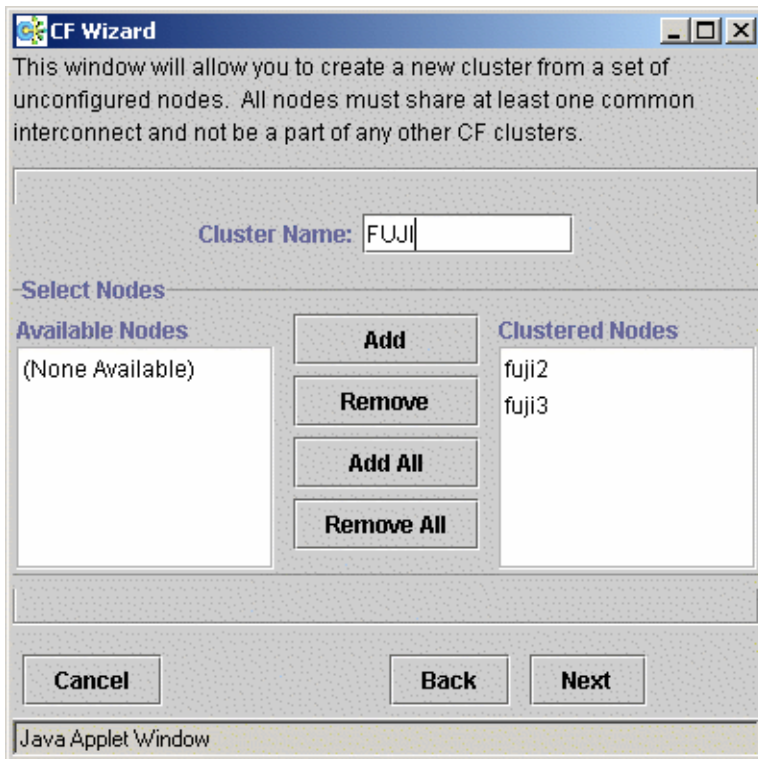 CF Wizard
This window will allow you to create a new cluster from a set of
unconfigured nodes. All nodes must share at least one common
interconnect and not be a part of any other CF clusters.
Cluster Name: FUJI
Select Nodes
Available Nodes
(None Available)
Add
Remove
Add All
Remove All
Clustered Nodes
fuji2
fuji3
Cancel
Back
Next
Java Applet Window